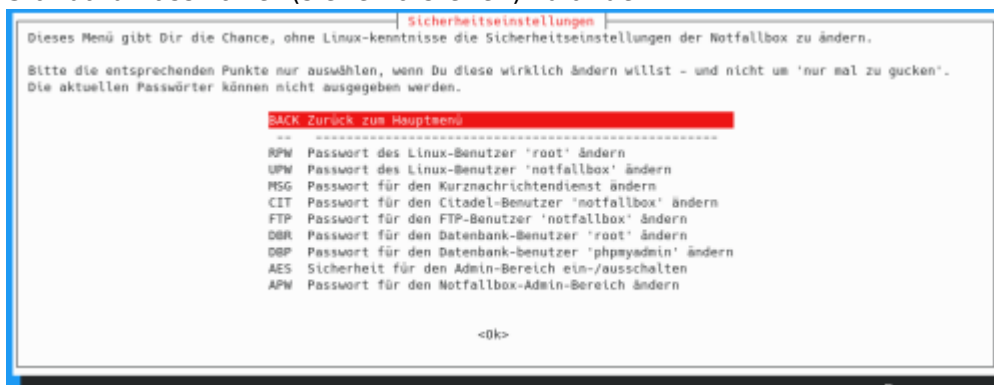 Sicherheitseinstellungen
Dieses Menü gibt Dir die Chance, ohne Linux-kenntnisse die Sicherheitseinstellungen der Notfallbox zu ändern.
Bitte die entsprechenden Punkte nur auswählen, wenn Du diese wirklich ändern willst - und nicht um 'nur mal zu gucken'.
Die aktuellen Passwörter können nicht ausgegeben werden.
BACK Zurück zum Hauptmenü
-- ----------------------------------------------------
RPW Passwort des Linux-Benutzer 'root' ändern
UPW Passwort des Linux-Benutzer 'notfallbox' ändern
MSG Passwort für den Kurznachrichtendienst ändern
CIT Passwort für den Citadel-Benutzer 'notfallbox' ändern
FTP Passwort für den FTP-Benutzer 'notfallbox' ändern
DBR Passwort für den Datenbank-Benutzer 'root' ändern
DBP Passwort für den Datenbank-benutzer 'phpmyadmin' ändern
AES Sicherheit für den Admin-Bereich ein-/ausschalten
APW Passwort für den Notfallbox-Admin-Bereich ändern
<Ok>